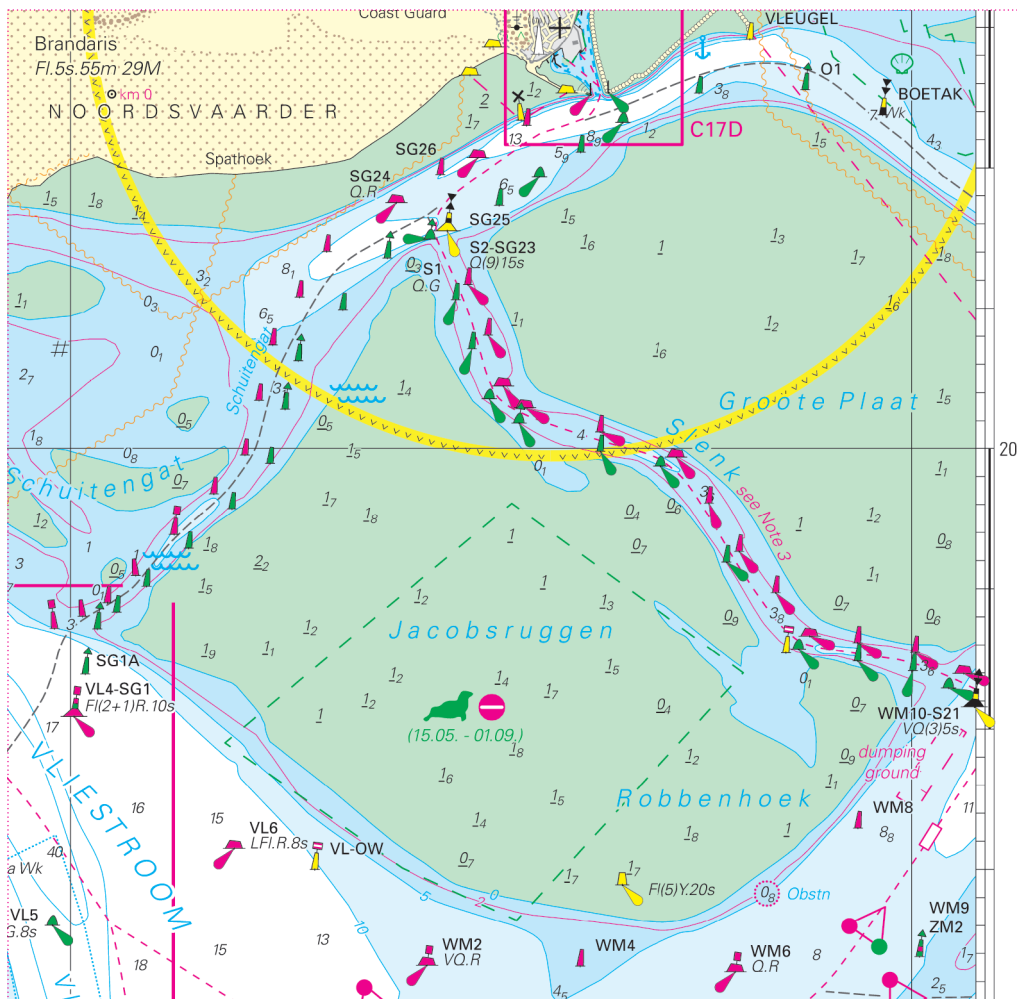 Coast Guard
VLEUGEL
Brandaris
Fl.5s.55m 29M
km 0
NOORDSVAARDER
O1
BOETAK
Wk
C17D
Spathoek
SG26
SG24
Q.R
SG25
S2-SG23
Q(9)15s
S1
Q.G
Schuitengat
Groote Plaat
Slenk
see Note 3
20
Schuitengat
Jacobsruggen
SG1A
VL4-SG1
Fl(2+1)R.10s
(15.05. - 01.09.)
WM10-S21
VQ(3)5s
dumping
ground
VLIESTROOM
Robbenhoek
WM8
VL6
LFl.R.8s
VL-OW
a Wk
Fl(5)Y.20s
Obstn
VL5
G.8s
WM2
VQ.R
WM4
WM6
Q.R
WM9
ZM2